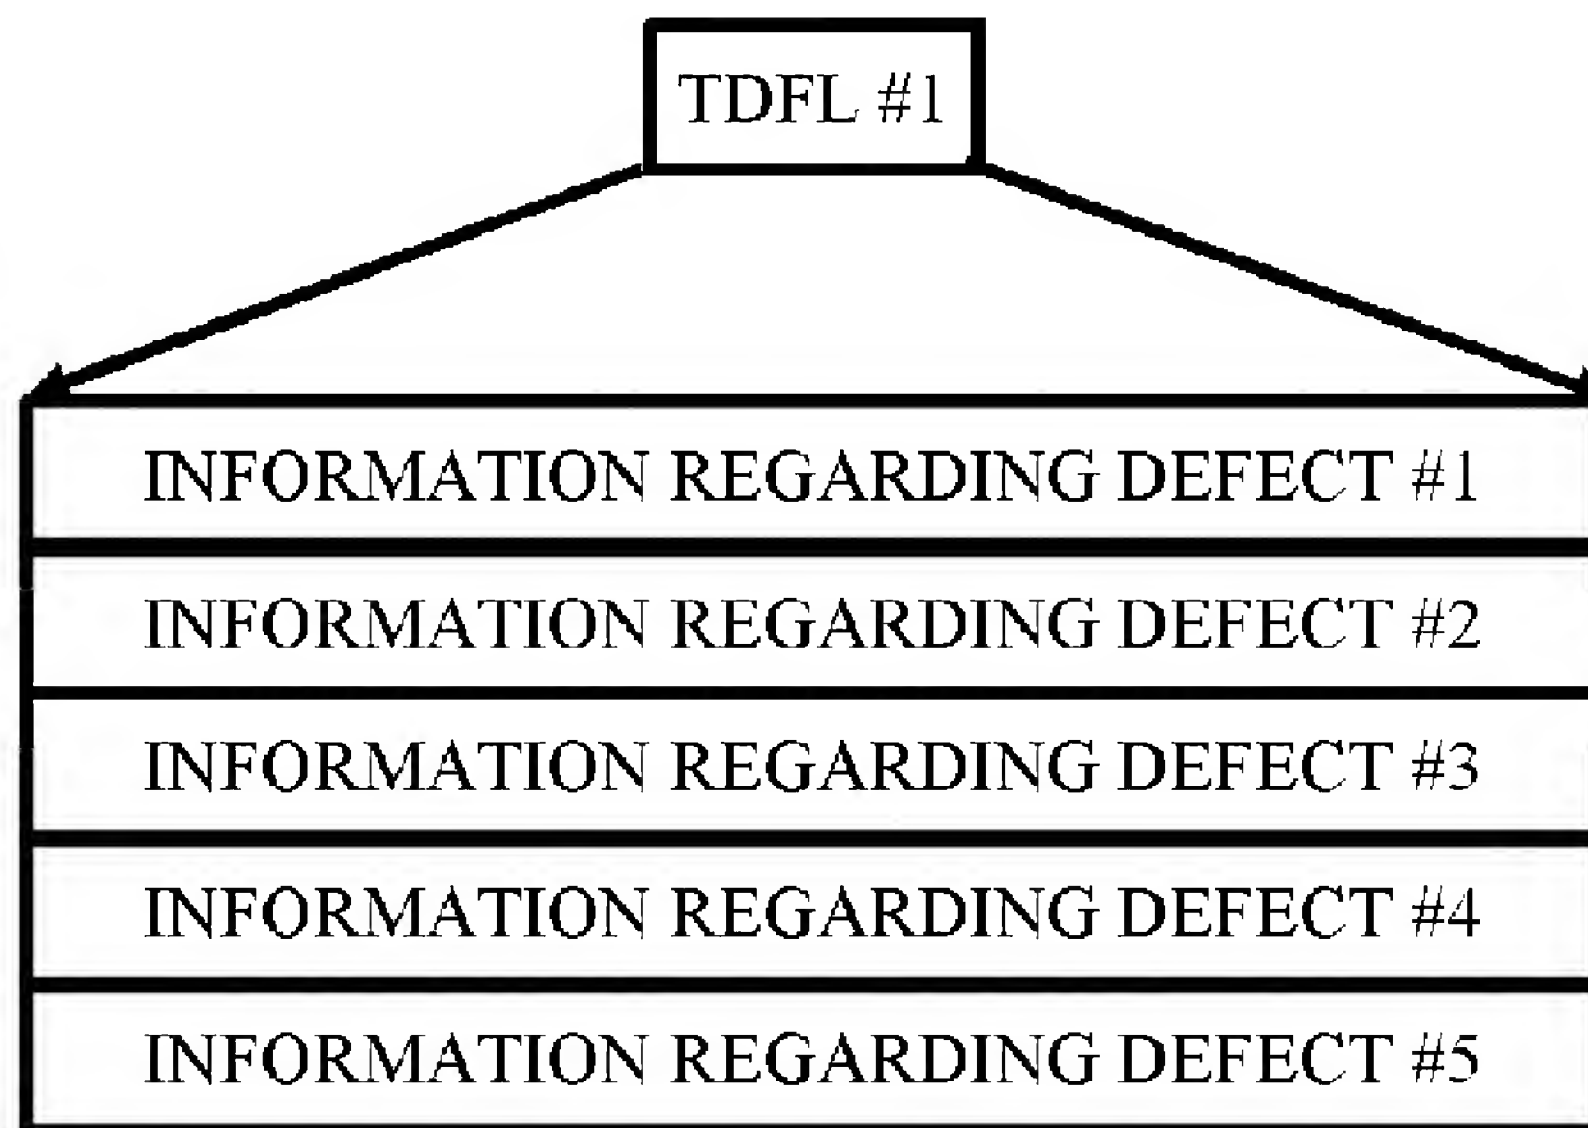 TDFL #1
INFORMATION REGARDING DEFECT #1
INFORMATION REGARDING DEFECT #2
INFORMATION REGARDING DEFECT #3
INFORMATION REGARDING DEFECT #4
INFORMATION REGARDING DEFECT #5